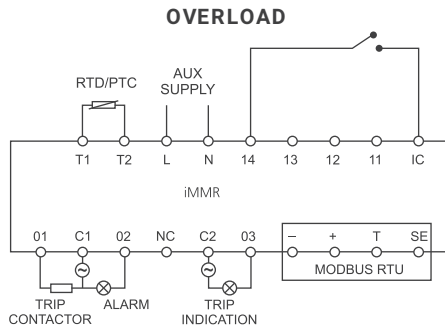 OVERLOAD
RTD/PTC
AUX
SUPPLY
T1 T2 L N 14 13 12 11 IC
iMMR
01 C1 02 NC C2 03 – + T SE
MODBUS RTU
TRIP
CONTACTOR
ALARM
TRIP
INDICATION